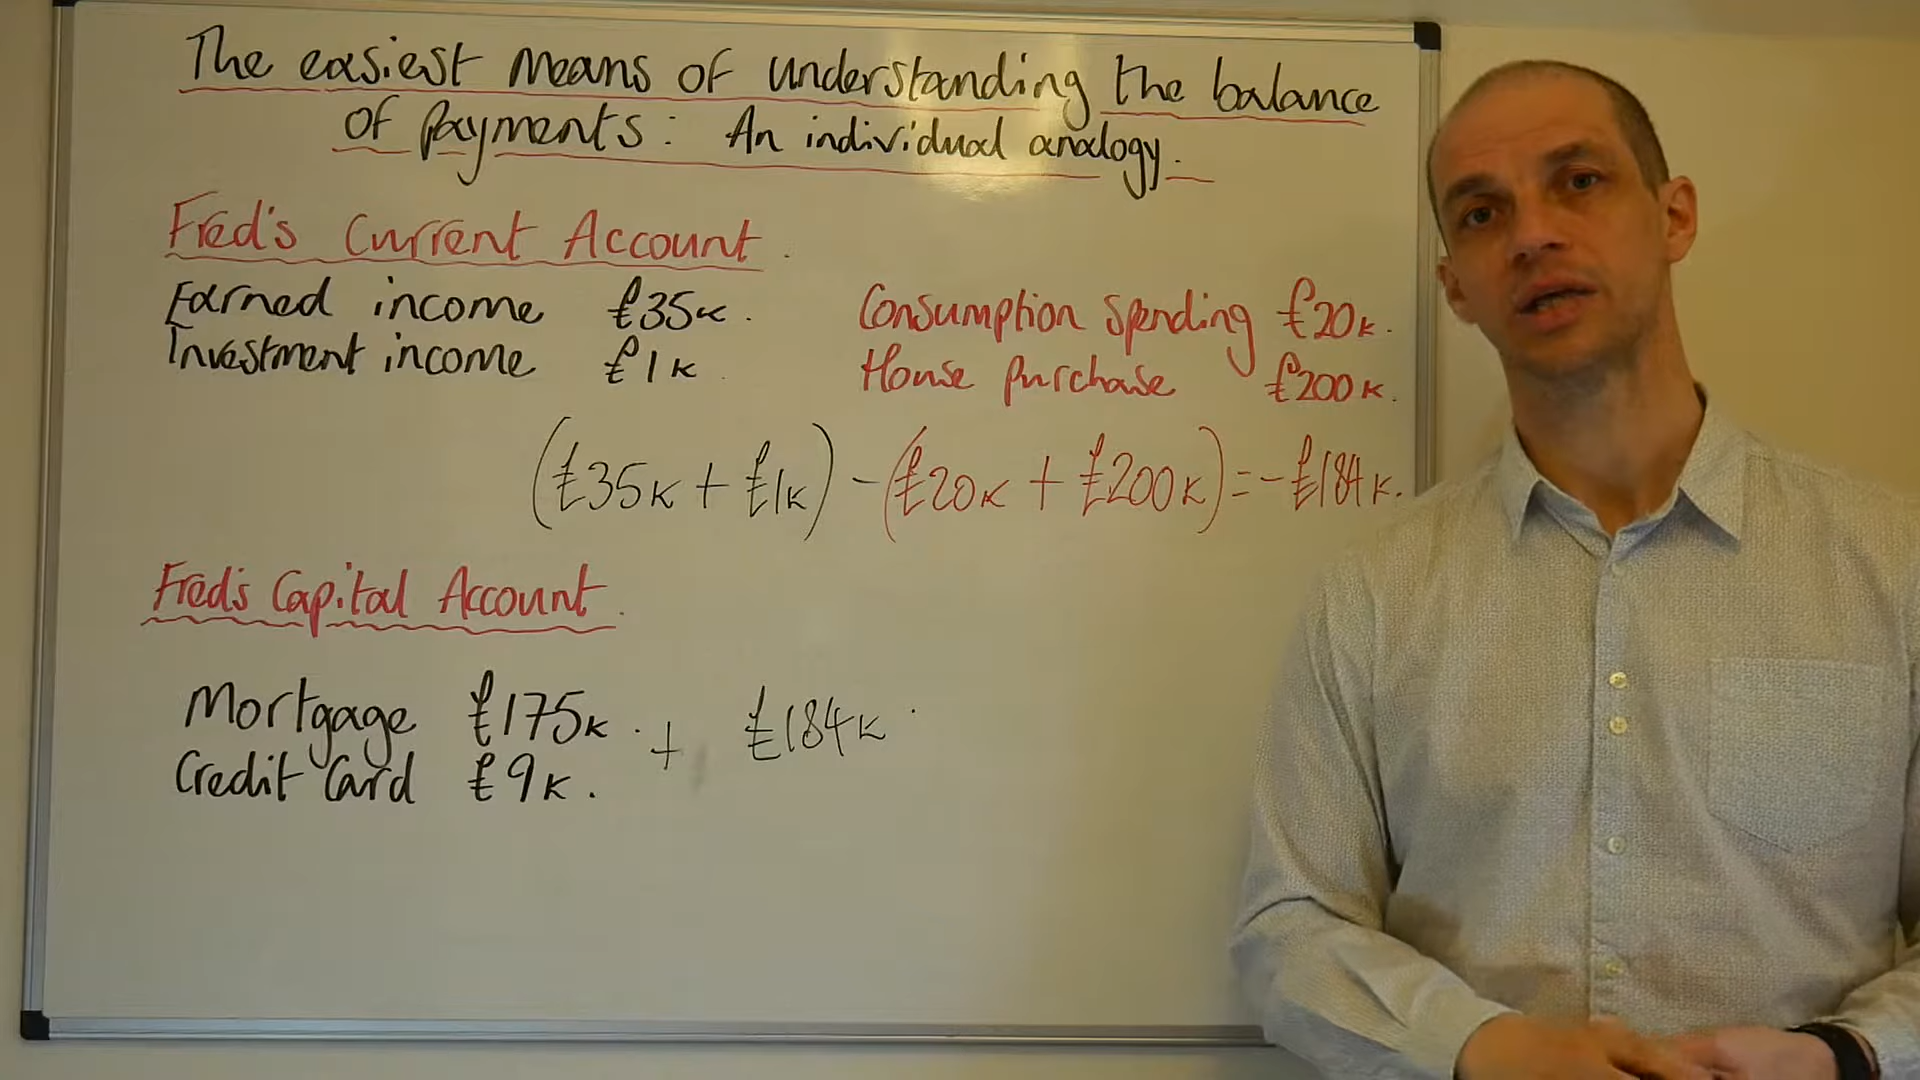 The easiest means of understanding the balance
of payments: An individual analogy.
Fred's Current Account.
Earned income £35k.
Investment income £1k
Consumption Spending £20k.
House purchase £200k.
(£35k + £1k) - (£20k + £200k) = -£184k.
Fred's Capital Account.
Mortgage £175k. + £184k
Credit Card £9k.